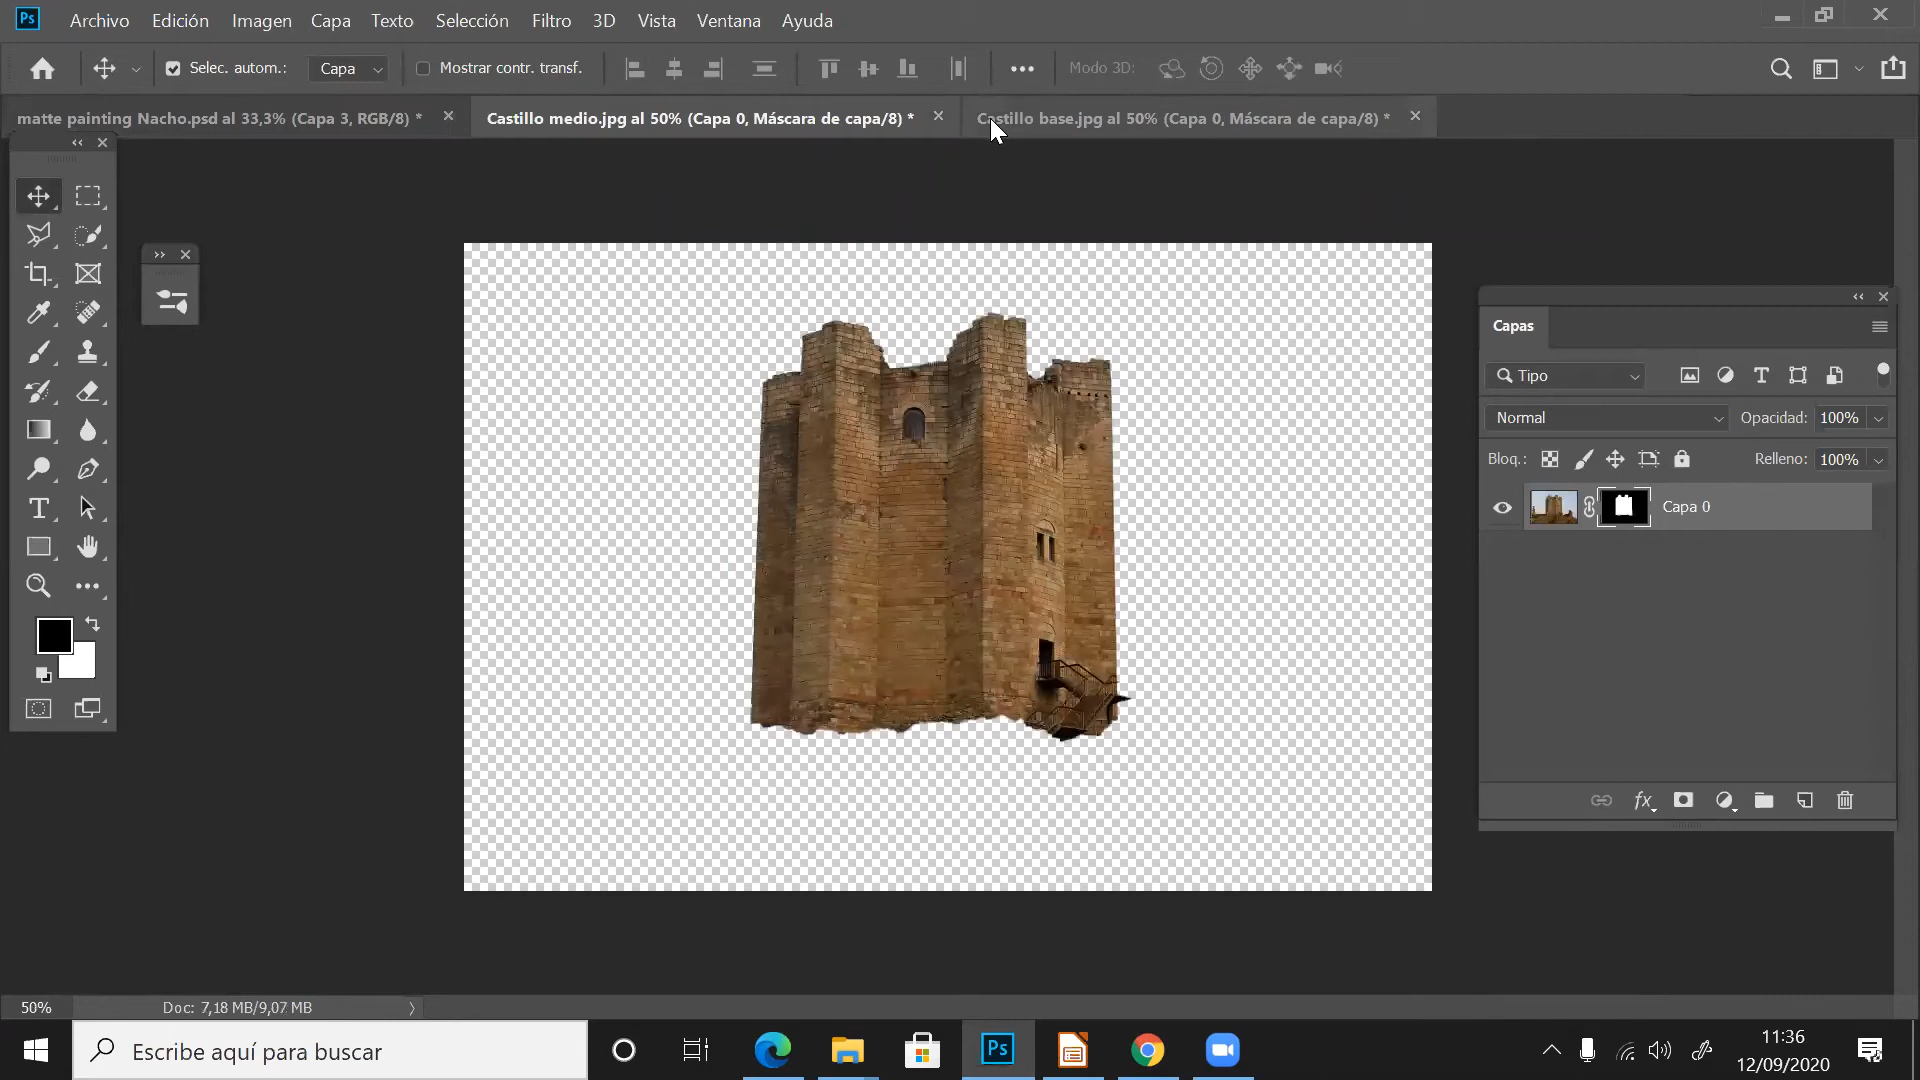 Ps Archivo Edición Imagen Capa Texto Selección Filtro 3D Vista Ventana Ayuda
Selec. autom.: Capa Mostrar contr. transf. Modo 3D:
matte painting Nacho.psd al 33,3% (Capa 3, RGB/8) * Castillo medio.jpg al 50% (Capa 0, Máscara de capa/8) * Castillo base.jpg al 50% (Capa 0, Máscara de capa/8) *
Capas
Tipo
Normal Opacidad: 100%
Bloq.: Relleno: 100%
Capa 0
50% Doc: 7,18 MB/9,07 MB
Escribe aquí para buscar
Ps
11:36
12/09/2020